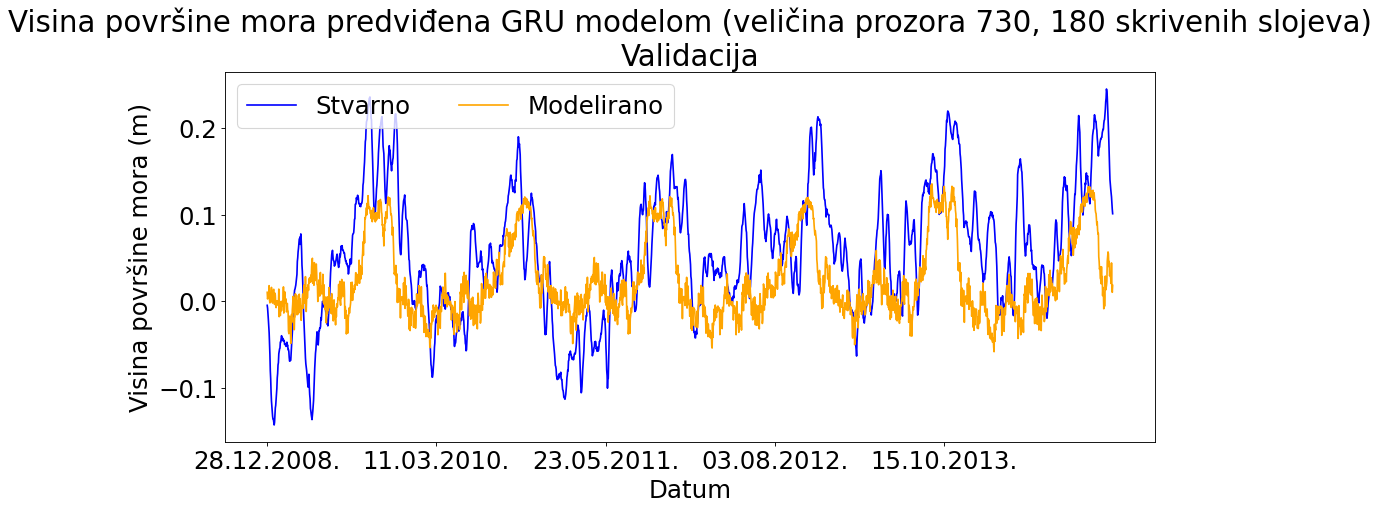 Visina površine mora predviđena GRU modelom (veličina prozora 730, 180 skrivenih slojeva)
Validacija
Stvarno
Modelirano
Visina površine mora (m)
0.2
0.1
0.0
−0.1
28.12.2008.
11.03.2010.
23.05.2011.
03.08.2012.
15.10.2013.
Datum